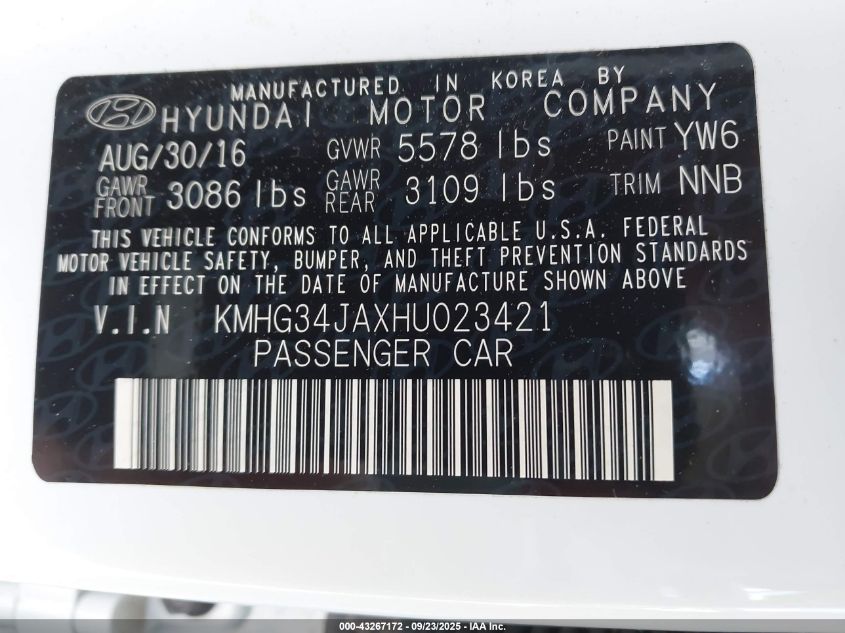 MANUFACTURED IN KOREA BY
HYUNDAI MOTOR COMPANY
AUG/30/16 GVWR 5578 lbs PAINT YW6
GAWR FRONT 3086 lbs GAWR REAR 3109 lbs TRIM NNB
THIS VEHICLE CONFORMS TO ALL APPLICABLE U.S.A. FEDERAL
MOTOR VEHICLE SAFETY, BUMPER, AND THEFT PREVENTION STANDARDS
IN EFFECT ON THE DATE OF MANUFACTURE SHOWN ABOVE
V.I.N KMHG34JAXHU023421
PASSENGER CAR
000-43267172 - 09/23/2025 - IAA Inc.